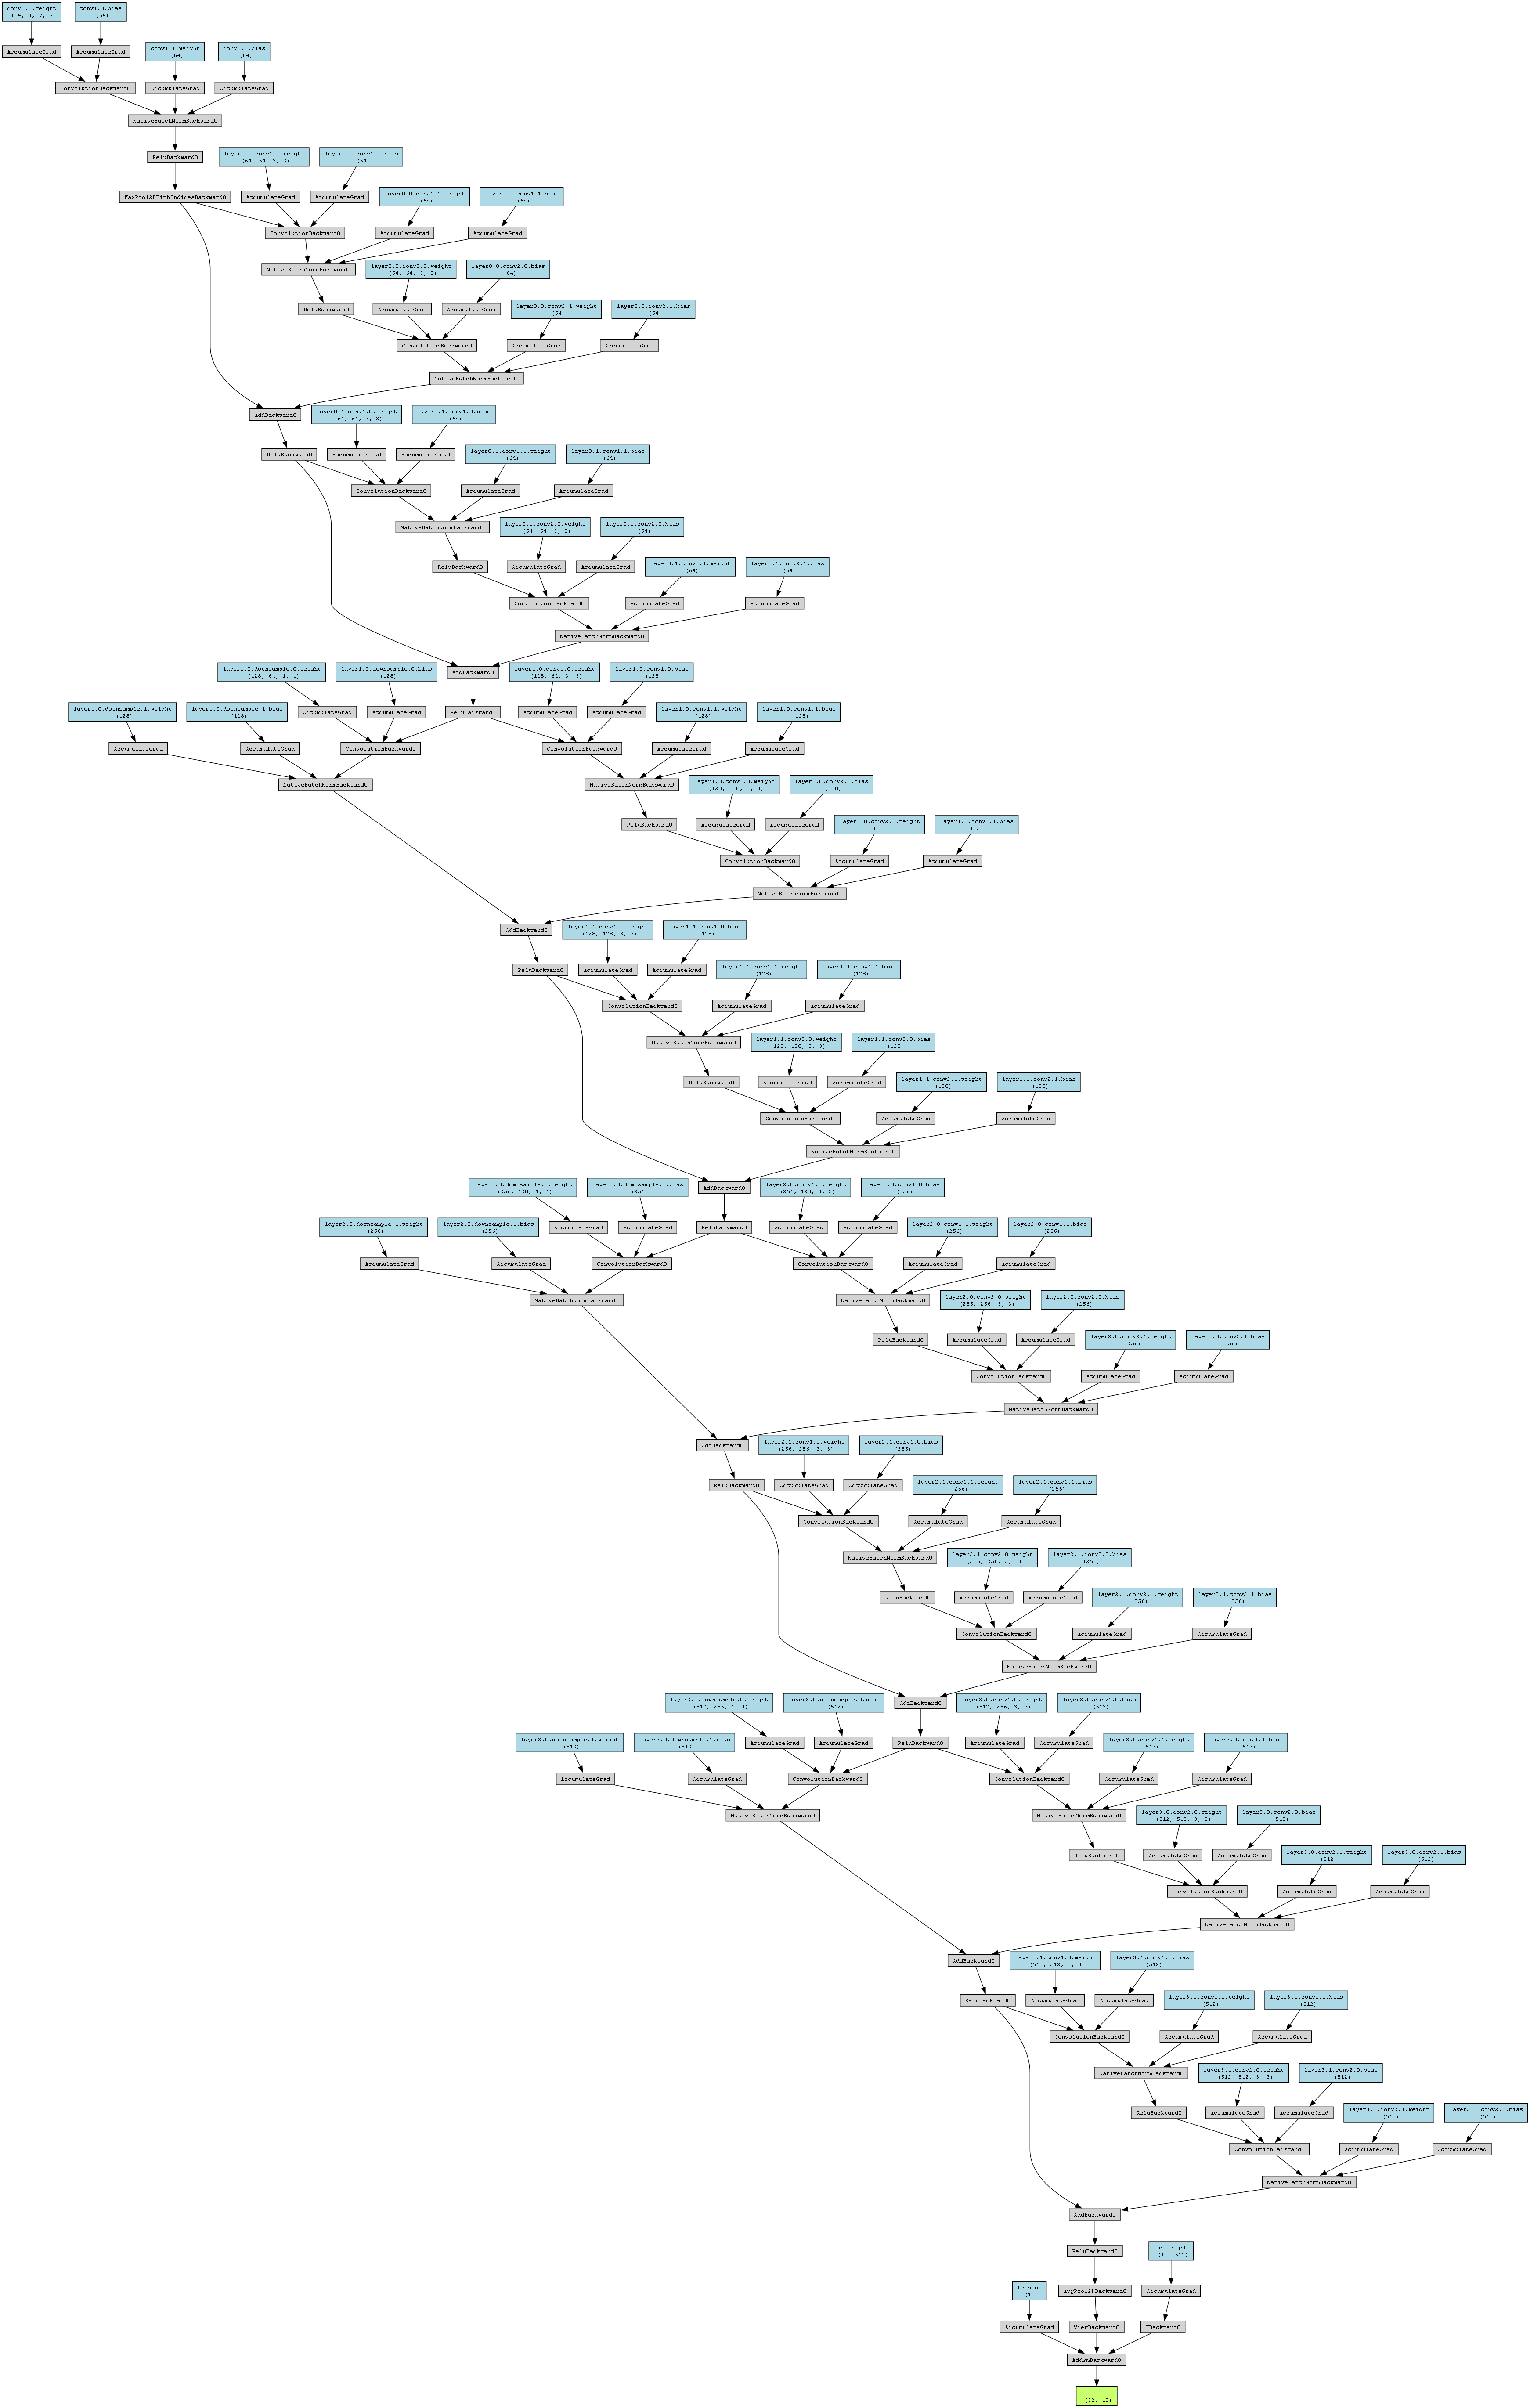 conv1.0.weight
(64, 3, 7, 7)
conv1.0.bias
(64)
AccumulateGrad
AccumulateGrad
conv1.1.weight
(64)
conv1.1.bias
(64)
ConvolutionBackward0
AccumulateGrad
AccumulateGrad
NativeBatchNormBackward0
ReluBackward0
layer0.0.conv1.0.weight
(64, 64, 3, 3)
layer0.0.conv1.0.bias
(64)
MaxPool2DWithIndicesBackward0
AccumulateGrad
AccumulateGrad
layer0.0.conv1.1.weight
(64)
layer0.0.conv1.1.bias
(64)
ConvolutionBackward0
AccumulateGrad
AccumulateGrad
NativeBatchNormBackward0
layer0.0.conv2.0.weight
(64, 64, 3, 3)
layer0.0.conv2.0.bias
(64)
ReluBackward0
AccumulateGrad
AccumulateGrad
layer0.0.conv2.1.weight
(64)
layer0.0.conv2.1.bias
(64)
ConvolutionBackward0
AccumulateGrad
AccumulateGrad
NativeBatchNormBackward0
AddBackward0
layer0.1.conv1.0.weight
(64, 64, 3, 3)
layer0.1.conv1.0.bias
(64)
ReluBackward0
AccumulateGrad
AccumulateGrad
layer0.1.conv1.1.weight
(64)
layer0.1.conv1.1.bias
(64)
ConvolutionBackward0
AccumulateGrad
AccumulateGrad
NativeBatchNormBackward0
layer0.1.conv2.0.weight
(64, 64, 3, 3)
layer0.1.conv2.0.bias
(64)
ReluBackward0
AccumulateGrad
AccumulateGrad
layer0.1.conv2.1.weight
(64)
layer0.1.conv2.1.bias
(64)
ConvolutionBackward0
AccumulateGrad
AccumulateGrad
NativeBatchNormBackward0
layer1.0.downsample.0.weight
(128, 64, 1, 1)
layer1.0.downsample.0.bias
(128)
AddBackward0
layer1.0.conv1.0.weight
(128, 64, 3, 3)
layer1.0.conv1.0.bias
(128)
layer1.0.downsample.1.weight
(128)
layer1.0.downsample.1.bias
(128)
AccumulateGrad
AccumulateGrad
ReluBackward0
AccumulateGrad
AccumulateGrad
layer1.0.conv1.1.weight
(128)
layer1.0.conv1.1.bias
(128)
AccumulateGrad
AccumulateGrad
ConvolutionBackward0
ConvolutionBackward0
AccumulateGrad
AccumulateGrad
NativeBatchNormBackward0
NativeBatchNormBackward0
layer1.0.conv2.0.weight
(128, 128, 3, 3)
layer1.0.conv2.0.bias
(128)
ReluBackward0
AccumulateGrad
AccumulateGrad
layer1.0.conv2.1.weight
(128)
layer1.0.conv2.1.bias
(128)
ConvolutionBackward0
AccumulateGrad
AccumulateGrad
NativeBatchNormBackward0
AddBackward0
layer1.1.conv1.0.weight
(128, 128, 3, 3)
layer1.1.conv1.0.bias
(128)
ReluBackward0
AccumulateGrad
AccumulateGrad
layer1.1.conv1.1.weight
(128)
layer1.1.conv1.1.bias
(128)
ConvolutionBackward0
AccumulateGrad
AccumulateGrad
NativeBatchNormBackward0
layer1.1.conv2.0.weight
(128, 128, 3, 3)
layer1.1.conv2.0.bias
(128)
ReluBackward0
AccumulateGrad
AccumulateGrad
layer1.1.conv2.1.weight
(128)
layer1.1.conv2.1.bias
(128)
ConvolutionBackward0
AccumulateGrad
AccumulateGrad
NativeBatchNormBackward0
layer2.0.downsample.0.weight
(256, 128, 1, 1)
layer2.0.downsample.0.bias
(256)
AddBackward0
layer2.0.conv1.0.weight
(256, 128, 3, 3)
layer2.0.conv1.0.bias
(256)
layer2.0.downsample.1.weight
(256)
layer2.0.downsample.1.bias
(256)
AccumulateGrad
AccumulateGrad
ReluBackward0
AccumulateGrad
AccumulateGrad
layer2.0.conv1.1.weight
(256)
layer2.0.conv1.1.bias
(256)
AccumulateGrad
AccumulateGrad
ConvolutionBackward0
ConvolutionBackward0
AccumulateGrad
AccumulateGrad
NativeBatchNormBackward0
NativeBatchNormBackward0
layer2.0.conv2.0.weight
(256, 256, 3, 3)
layer2.0.conv2.0.bias
(256)
ReluBackward0
AccumulateGrad
AccumulateGrad
layer2.0.conv2.1.weight
(256)
layer2.0.conv2.1.bias
(256)
ConvolutionBackward0
AccumulateGrad
AccumulateGrad
NativeBatchNormBackward0
AddBackward0
layer2.1.conv1.0.weight
(256, 256, 3, 3)
layer2.1.conv1.0.bias
(256)
ReluBackward0
AccumulateGrad
AccumulateGrad
layer2.1.conv1.1.weight
(256)
layer2.1.conv1.1.bias
(256)
ConvolutionBackward0
AccumulateGrad
AccumulateGrad
NativeBatchNormBackward0
layer2.1.conv2.0.weight
(256, 256, 3, 3)
layer2.1.conv2.0.bias
(256)
ReluBackward0
AccumulateGrad
AccumulateGrad
layer2.1.conv2.1.weight
(256)
layer2.1.conv2.1.bias
(256)
ConvolutionBackward0
AccumulateGrad
AccumulateGrad
NativeBatchNormBackward0
layer3.0.downsample.0.weight
(512, 256, 1, 1)
layer3.0.downsample.0.bias
(512)
AddBackward0
layer3.0.conv1.0.weight
(512, 256, 3, 3)
layer3.0.conv1.0.bias
(512)
layer3.0.downsample.1.weight
(512)
layer3.0.downsample.1.bias
(512)
AccumulateGrad
AccumulateGrad
ReluBackward0
AccumulateGrad
AccumulateGrad
layer3.0.conv1.1.weight
(512)
layer3.0.conv1.1.bias
(512)
AccumulateGrad
AccumulateGrad
ConvolutionBackward0
ConvolutionBackward0
AccumulateGrad
AccumulateGrad
NativeBatchNormBackward0
NativeBatchNormBackward0
layer3.0.conv2.0.weight
(512, 512, 3, 3)
layer3.0.conv2.0.bias
(512)
ReluBackward0
AccumulateGrad
AccumulateGrad
layer3.0.conv2.1.weight
(512)
layer3.0.conv2.1.bias
(512)
ConvolutionBackward0
AccumulateGrad
AccumulateGrad
NativeBatchNormBackward0
AddBackward0
layer3.1.conv1.0.weight
(512, 512, 3, 3)
layer3.1.conv1.0.bias
(512)
ReluBackward0
AccumulateGrad
AccumulateGrad
layer3.1.conv1.1.weight
(512)
layer3.1.conv1.1.bias
(512)
ConvolutionBackward0
AccumulateGrad
AccumulateGrad
NativeBatchNormBackward0
layer3.1.conv2.0.weight
(512, 512, 3, 3)
layer3.1.conv2.0.bias
(512)
ReluBackward0
AccumulateGrad
AccumulateGrad
layer3.1.conv2.1.weight
(512)
layer3.1.conv2.1.bias
(512)
ConvolutionBackward0
AccumulateGrad
AccumulateGrad
NativeBatchNormBackward0
AddBackward0
ReluBackward0
fc.weight
(10, 512)
fc.bias
(10)
AvgPool2DBackward0
AccumulateGrad
AccumulateGrad
ViewBackward0
TBackward0
AddmmBackward0
(32, 10)